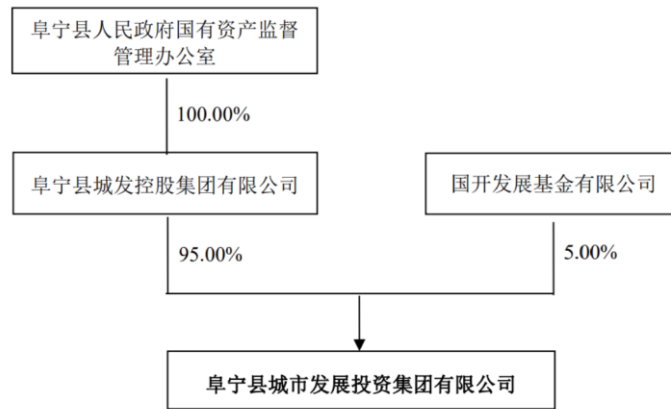 阜宁县人民政府国有资产监督
管理办公室
100.00%
阜宁县城发控股集团有限公司
国开发展基金有限公司
95.00%
5.00%
阜宁县城市发展投资集团有限公司